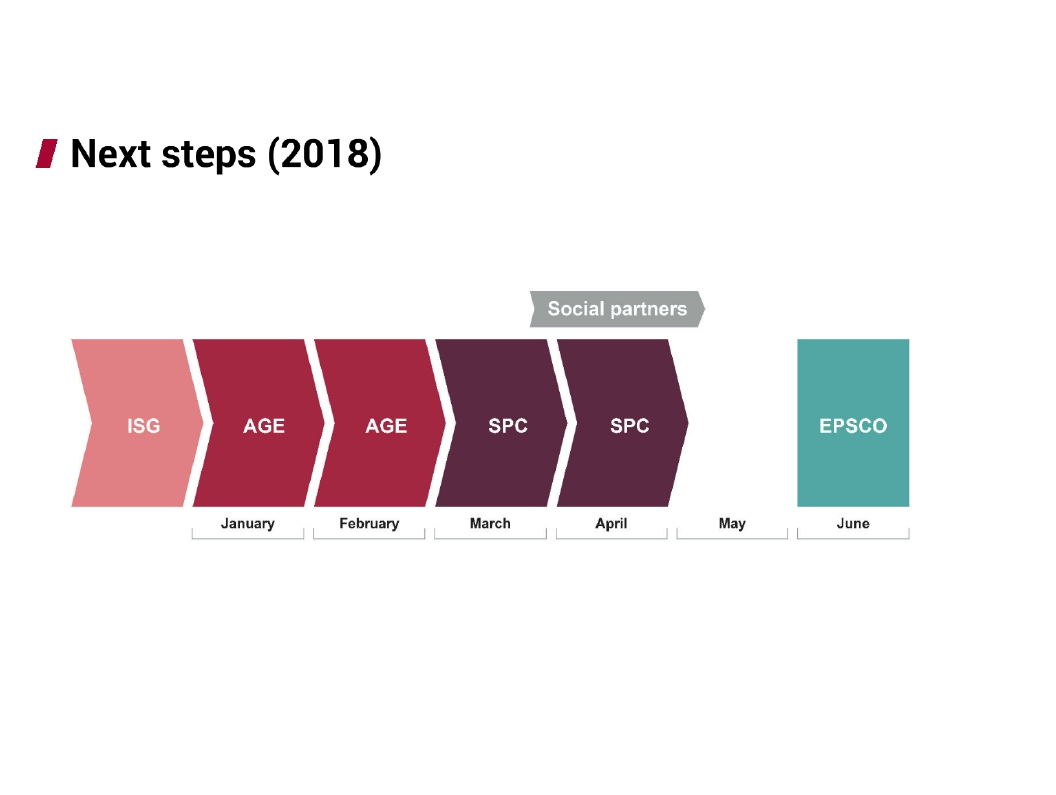 Next steps (2018)
Social partners
ISG AGE AGE SPC SPC EPSCO
January February March April May June